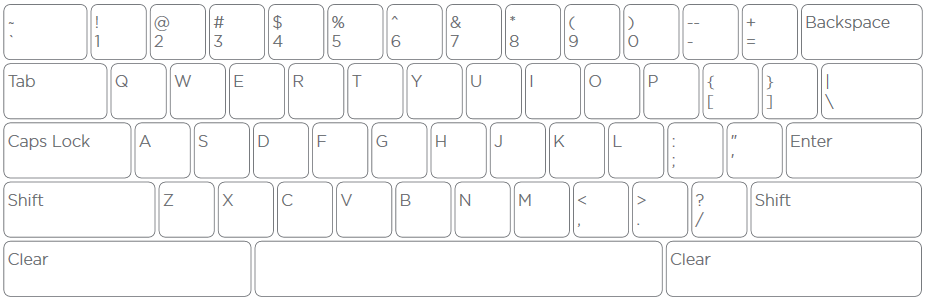 ~ ! @ # $ % ^ & * ( ) -- + Backspace
` 1 2 3 4 5 6 7 8 9 0 - =
Tab Q W E R T Y U I O P { } |
[ ] \
Caps Lock A S D F G H J K L : " Enter
; '
Shift Z X C V B N M < > ? Shift
, . /
Clear Clear